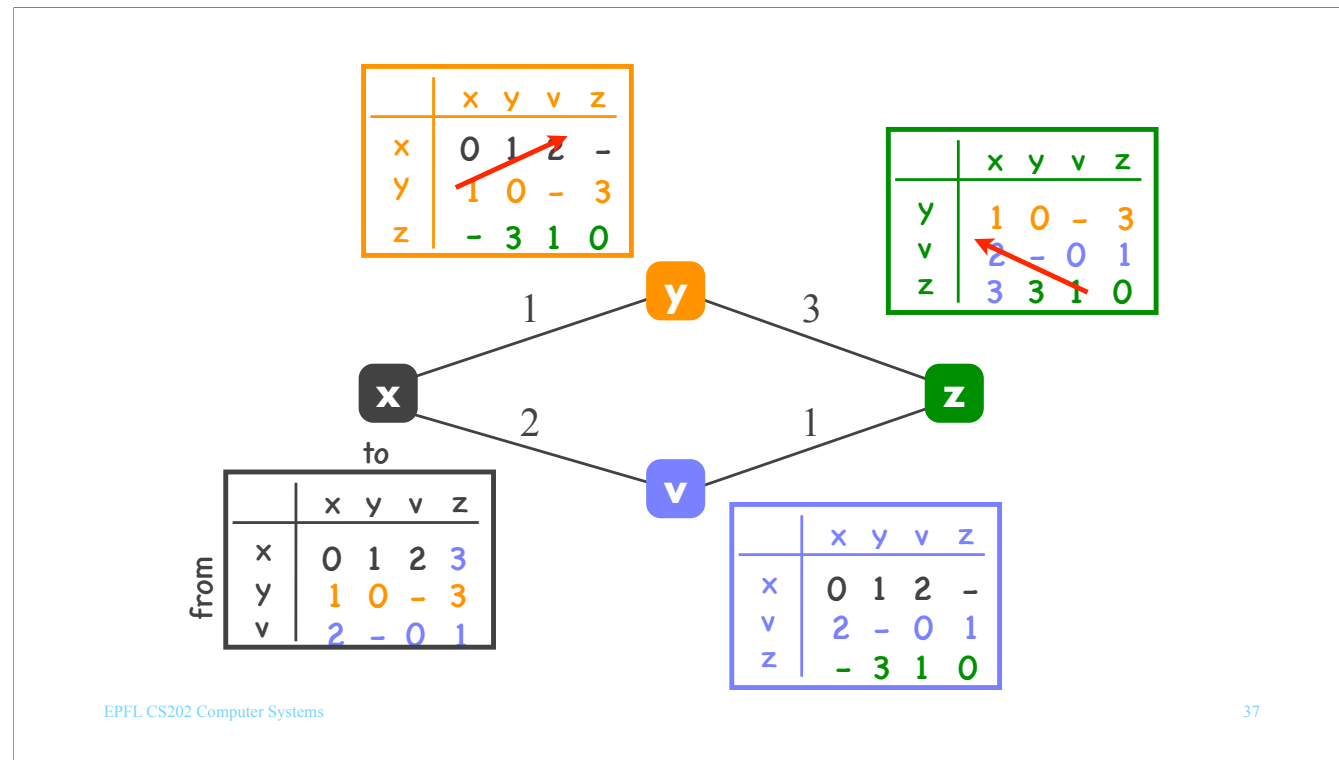 x y v z
x 0 1 2 -
y 1 0 - 3
z - 3 1 0
x y v z
y 1 0 - 3
v 2 - 0 1
z 3 3 1 0
y
1
3
x
z
2
1
v
to
from
x y v z
x 0 1 2 3
y 1 0 - 3
v 2 - 0 1
x y v z
x 0 1 2 -
v 2 - 0 1
z - 3 1 0
EPFL CS202 Computer Systems
37